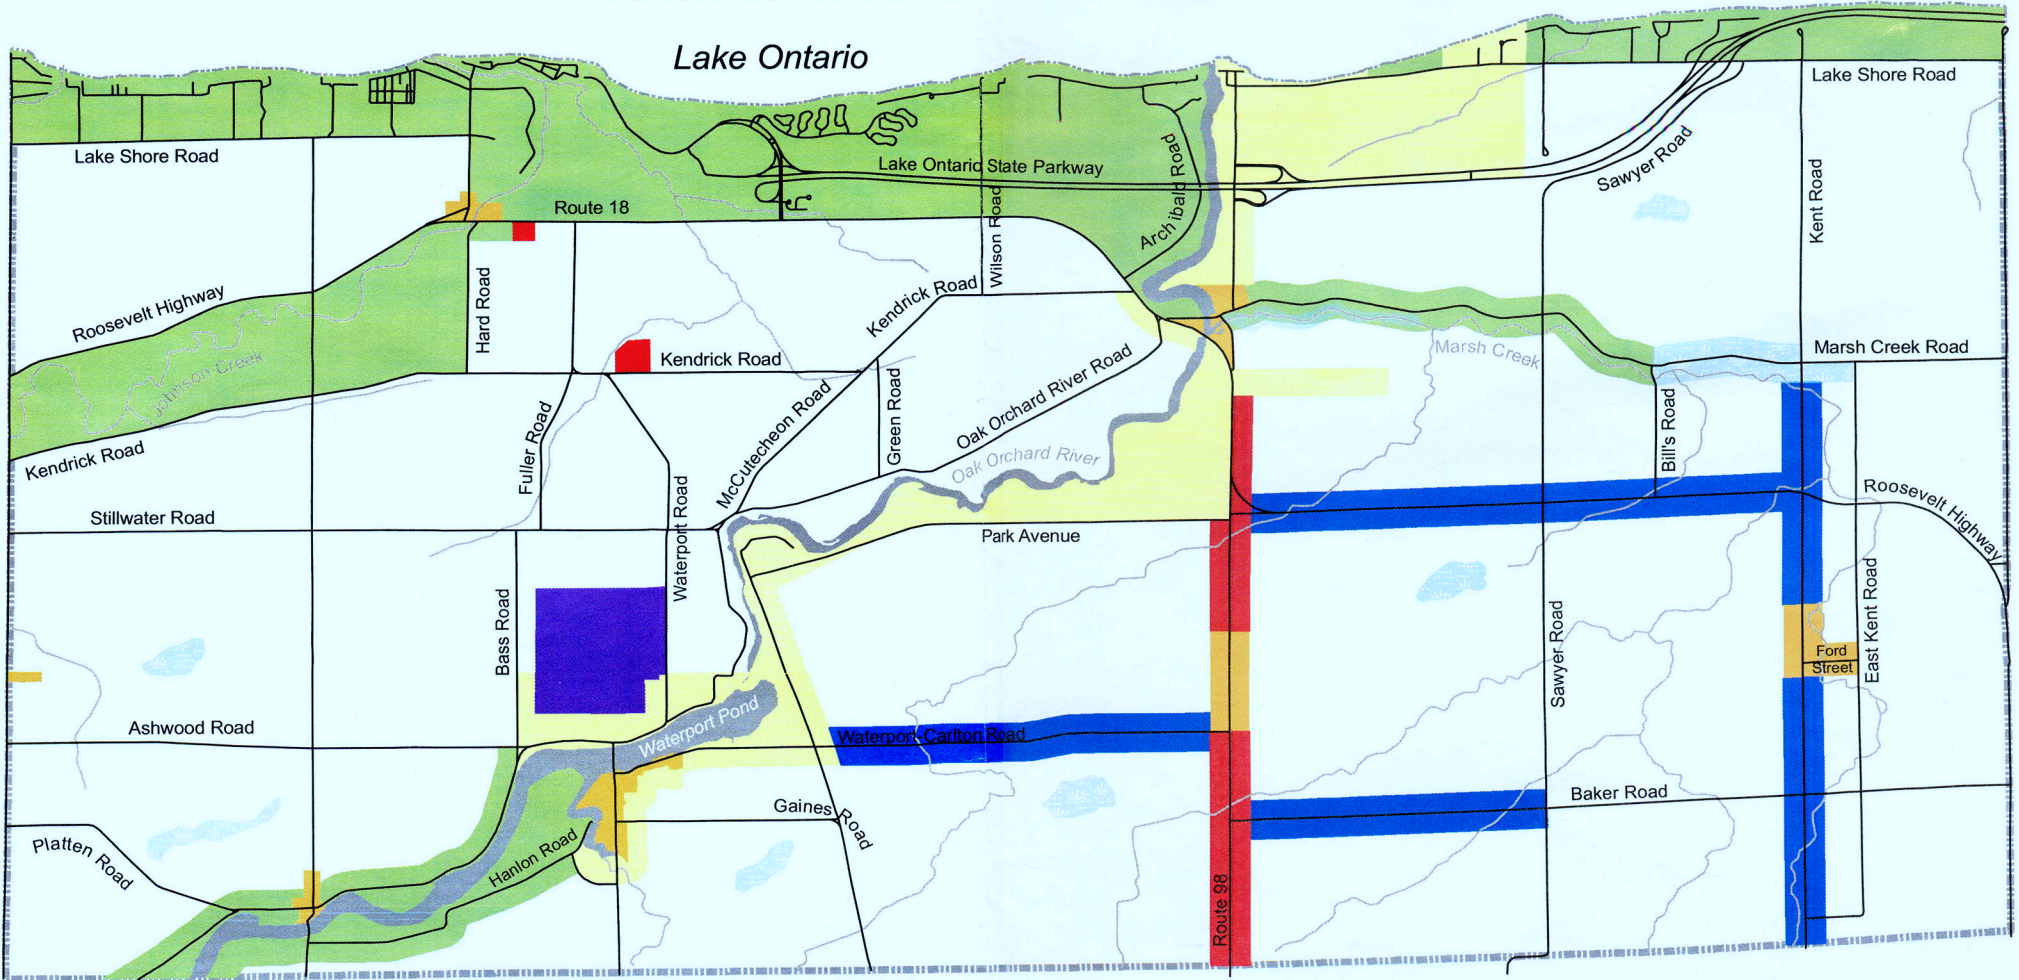 Lake Ontario
Lake Shore Road
Lake Shore Road
Sawyer Road
Kent Road
Lake Ontario State Parkway
Archibald Road
Wilson Road
Route 18
Hard Road
Roosevelt Highway
Kendrick Road
Johnson Creek
Kendrick Road
Marsh Creek
Marsh Creek Road
Kendrick Road
McCutcheon Road
Green Road
Oak Orchard River Road
Oak Orchard River
Fuller Road
Bill's Road
Waterport Road
Roosevelt Highway
Stillwater Road
Park Avenue
Bass Road
Sawyer Road
East Kent Road
Ford
Street
Waterport Pond
Ashwood Road
Waterport-Carlton Road
Baker Road
Gaines Road
Platten Road
Hanlon Road
Route 98